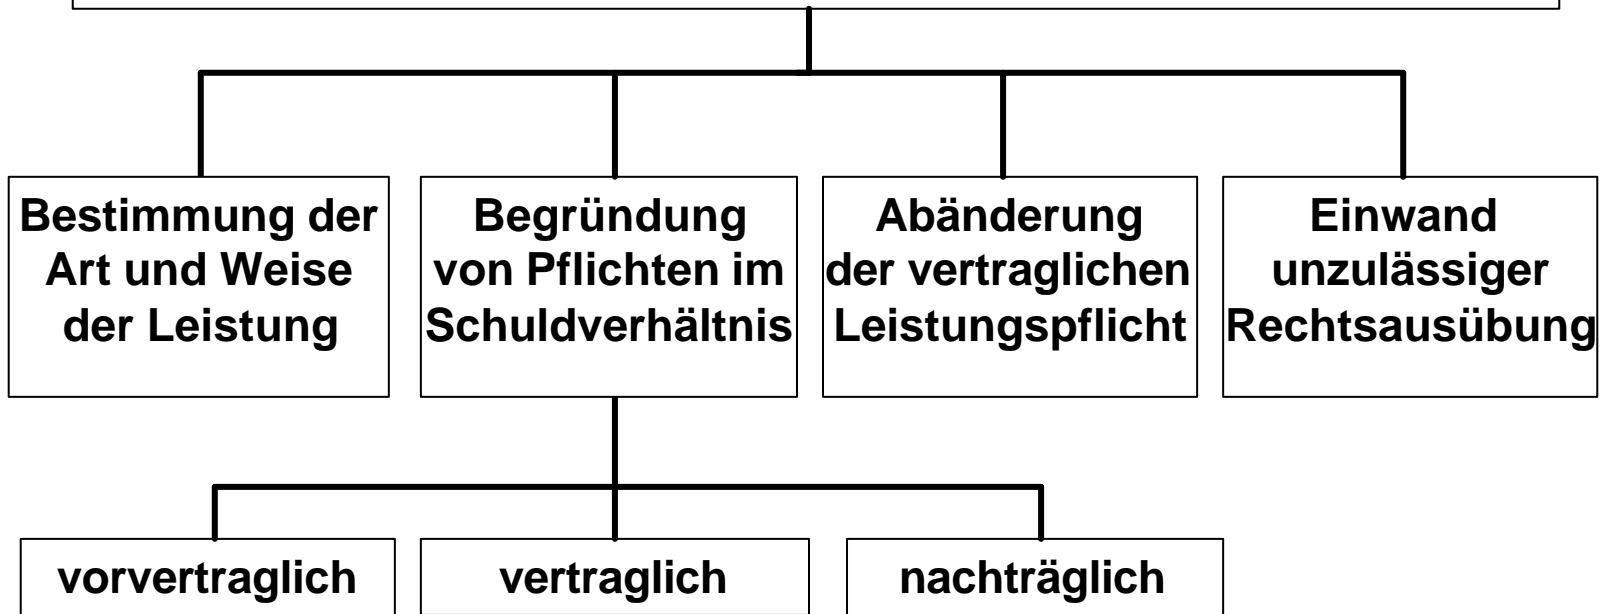 Bestimmung der
Art und Weise
der Leistung
Begründung
von Pflichten im
Schuldverhältnis
Abänderung
der vertraglichen
Leistungspflicht
Einwand
unzulässiger
Rechtsausübung
vorvertraglich
vertraglich
nachträglich